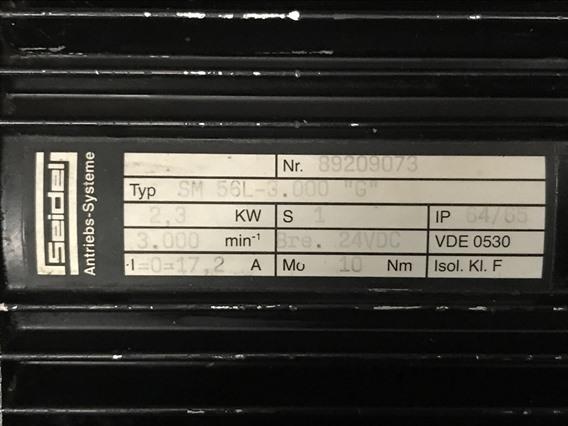 Seidel
Antriebs-Systeme
Nr. 89209073
Typ SM 56L-3.000 "G"
2,3 KW S 1 IP 64/65
3.000 min-1 Bre. 24VDC VDE 0530
I=0=17,2 A Mo 10 Nm Isol. Kl. F